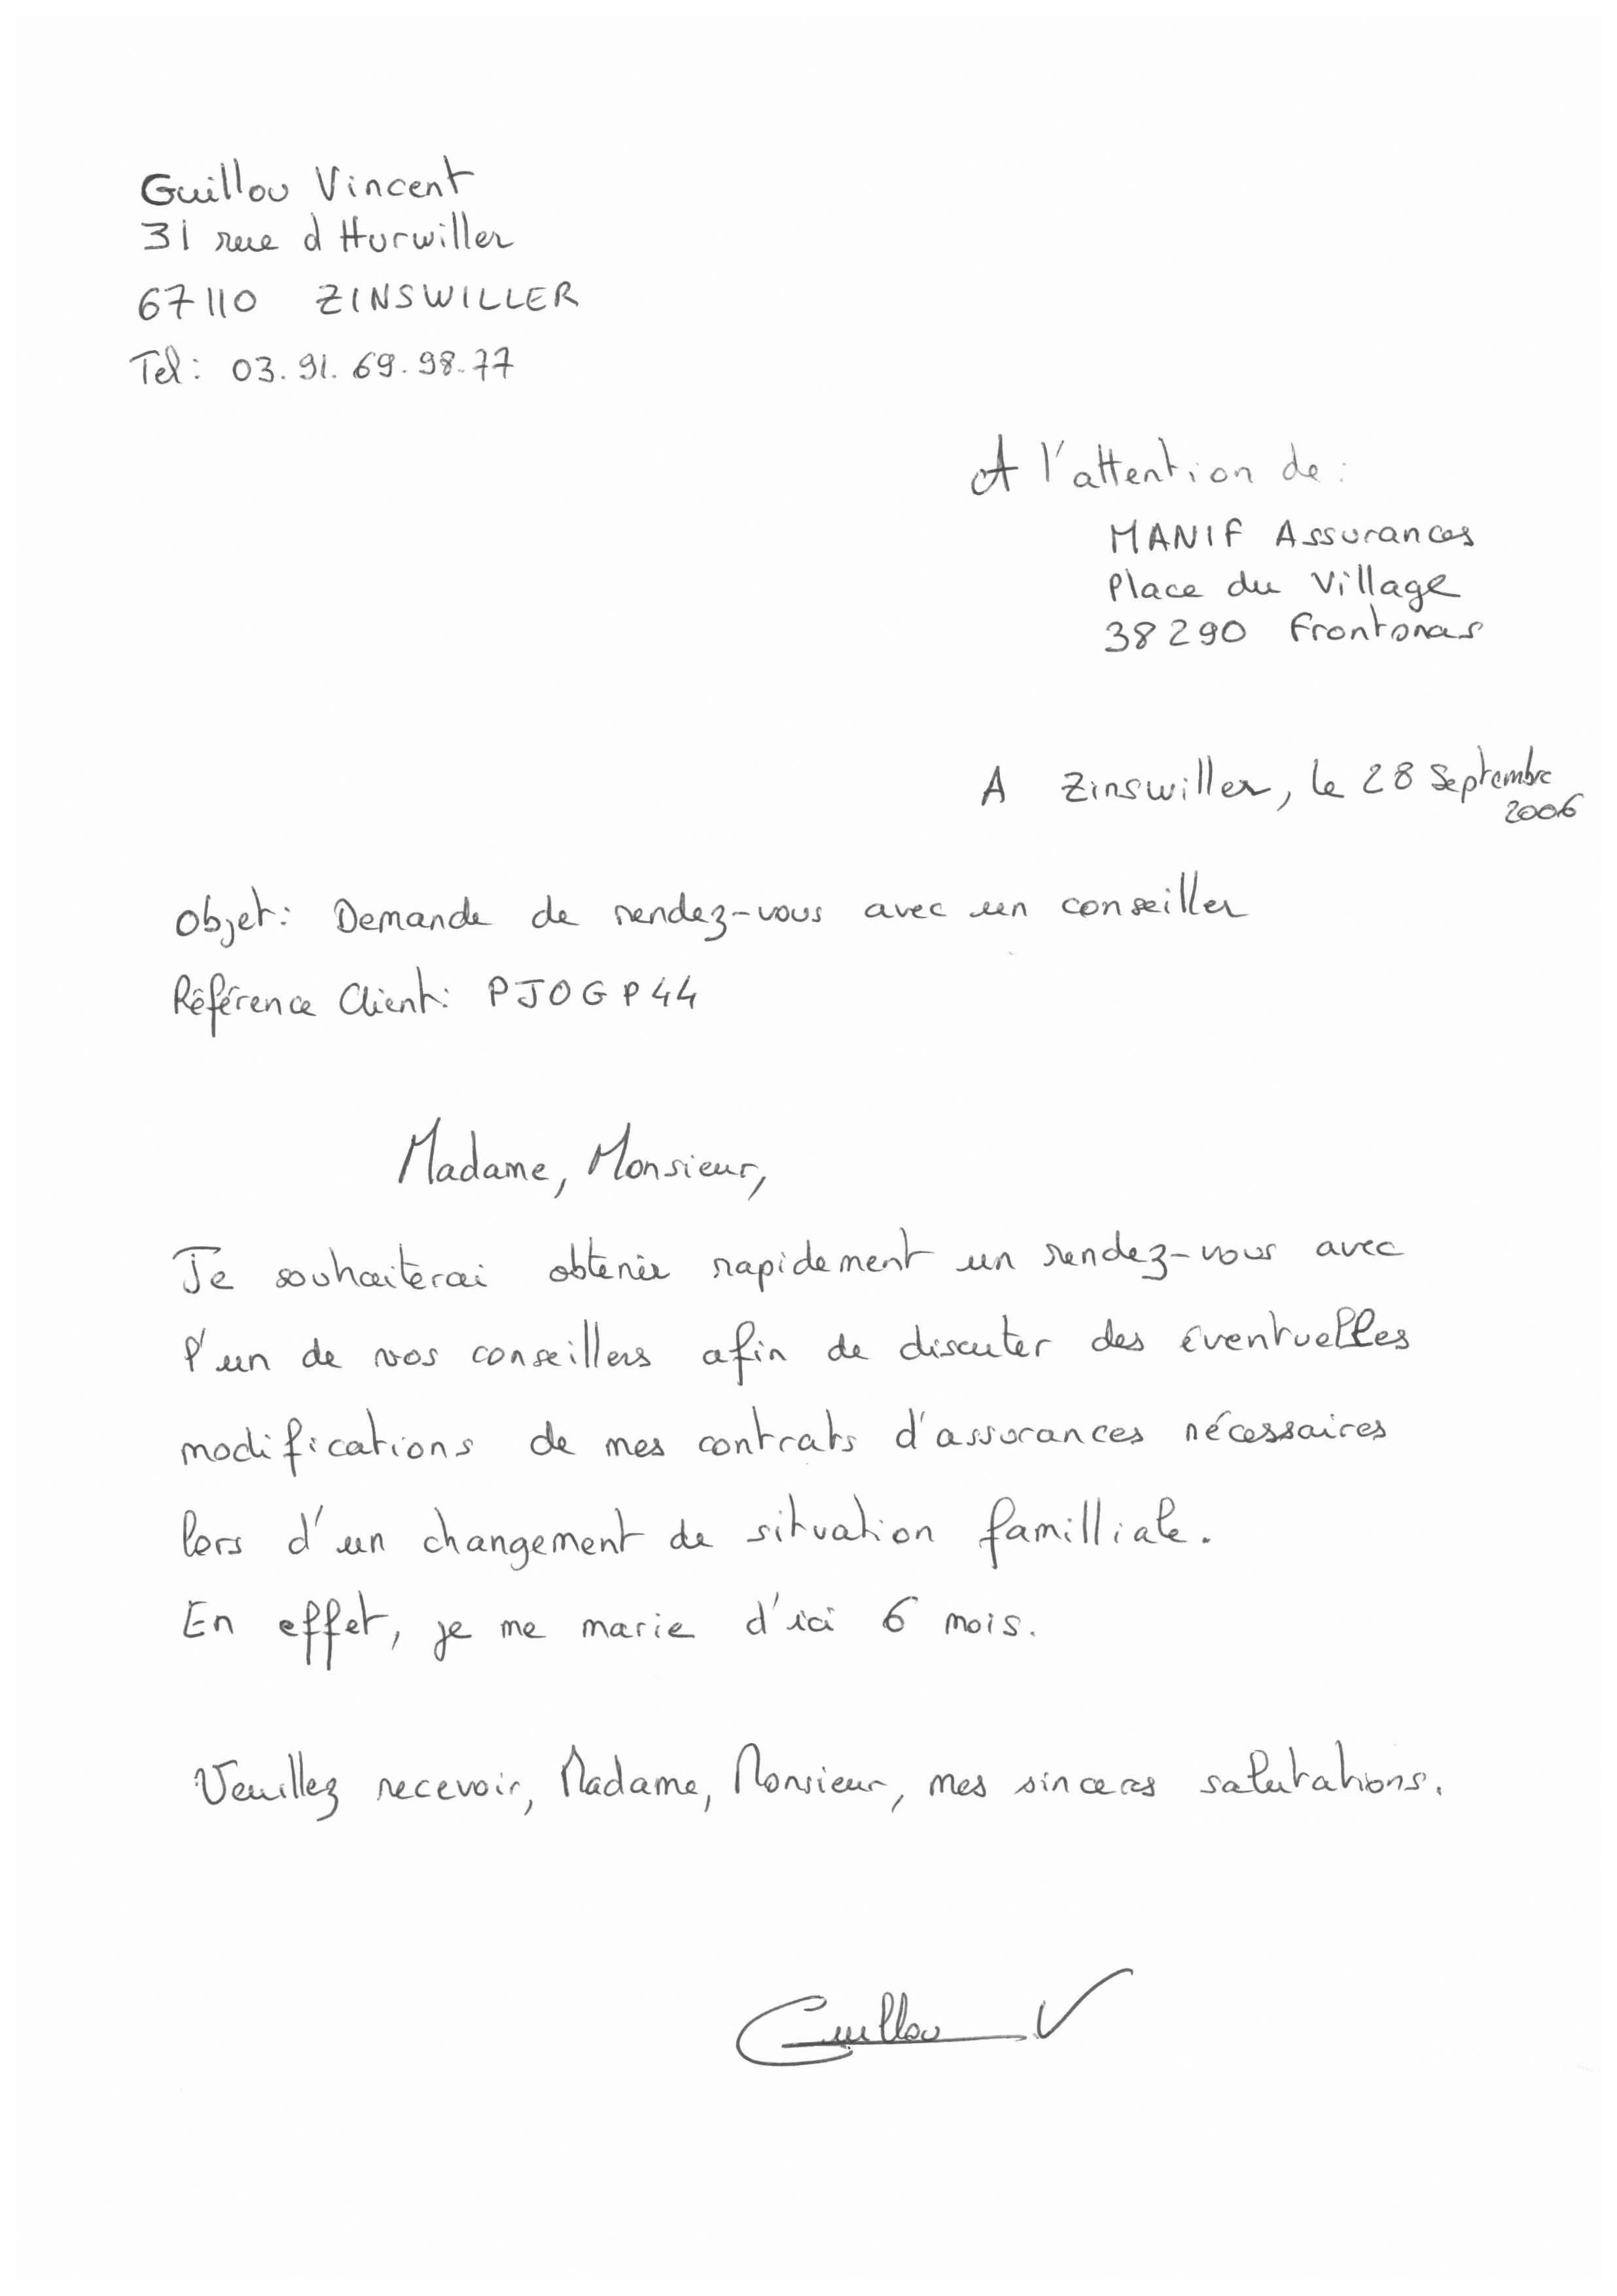 Guillou Vincent
31 rue d Hurwiller
67110 ZINSWILLER
Tel: 03.91.69.98.77
A l'attention de:
MANIF Assurances
Place du Village
38290 Frontonas
A Zinswiller, le 28 Septembre
2006
Objet: Demande de rendez-vous avec un conseiller
Référence Client: PJOGP44
Madame, Monsieur,
Je souhaiterai obtenir rapidement un rendez-vous avec
l'un de vos conseillers afin de discuter des éventuelles
modifications de mes contrats d'assurances nécessaires
lors d'un changement de situation familliale.
En effet, je me marie d'ici 6 mois.
Veuillez recevoir, Madame, Monsieur, mes sinceres salutations.
Guillou V